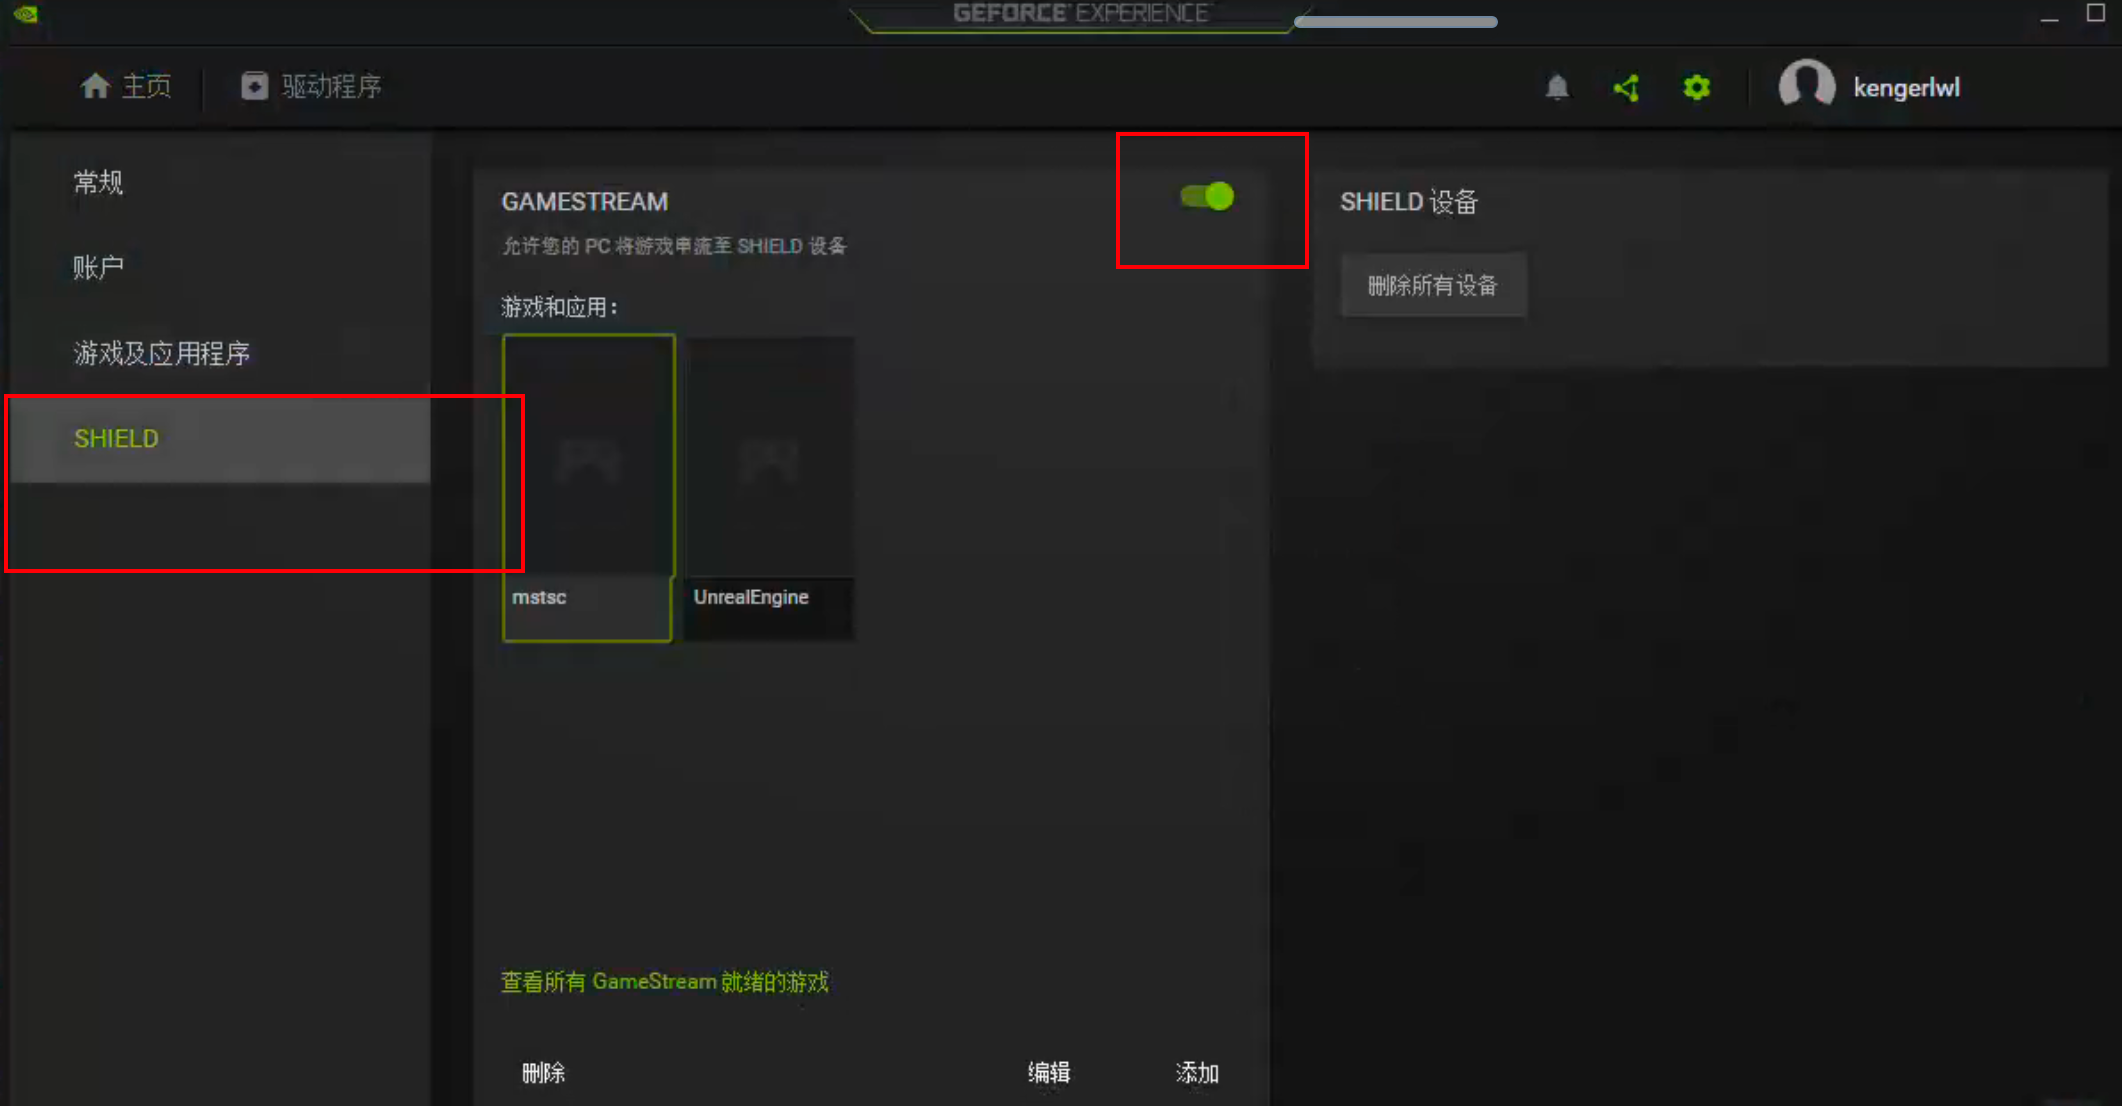 GEFORCE EXPERIENCE
主页
驱动程序
kengerlwl
常规
账户
游戏及应用程序
SHIELD
GAMESTREAM
允许您的 PC 将游戏串流至 SHIELD 设备
游戏和应用：
mstsc
UnrealEngine
查看所有 GameStream 就绪的游戏
删除
编辑
添加
SHIELD 设备
删除所有设备